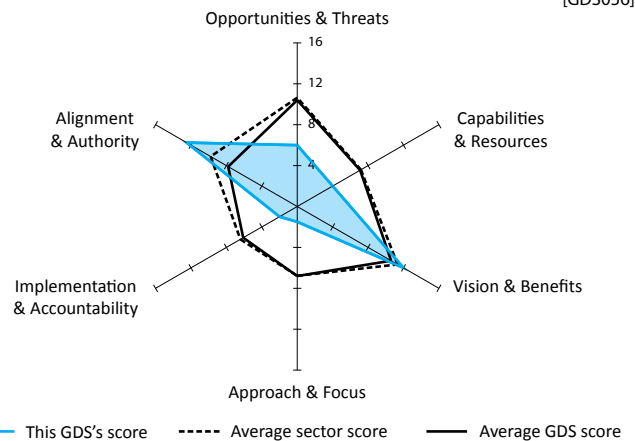 [GDS056]
Opportunities & Threats
16
12
8
4
Alignment
& Authority
Capabilities
& Resources
Implementation
& Accountability
Vision & Benefits
Approach & Focus
This GDS's score
Average sector score
Average GDS score